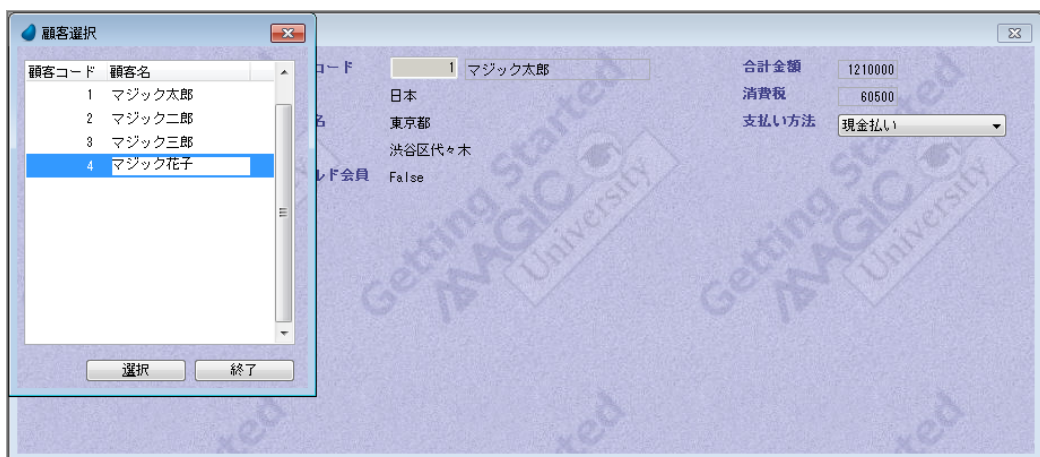 顧客選択
顧客コード 顧客名
1 マジック太郎
2 マジック二郎
3 マジック三郎
4 マジック花子
選択 終了
コード 1 マジック太郎
日本
名 東京都
渋谷区代々木
ルド会員 False
合計金額 1210000
消費税 60500
支払い方法 現金払い
Getting Started
MAGIC
University
Getting Started
MAGIC
University
rted
rted
rted